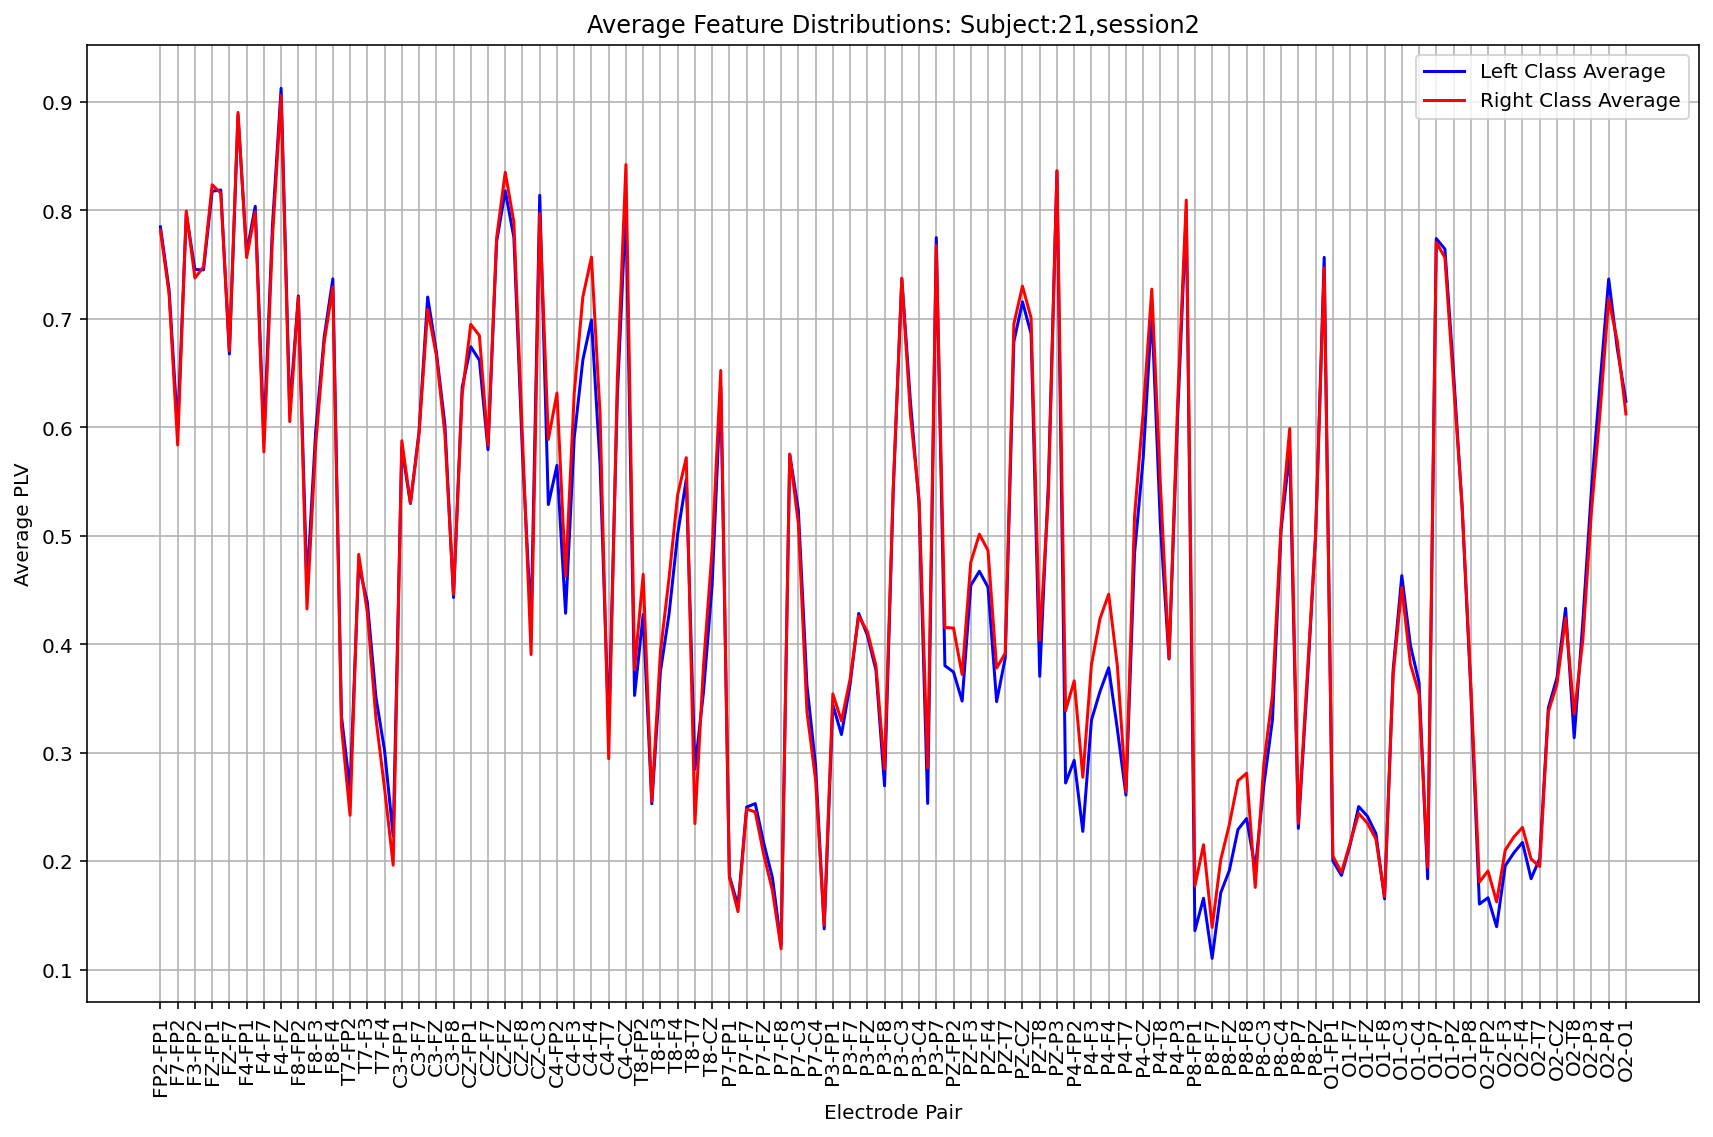 Average Feature Distributions: Subject:21,session2
Left Class Average
Right Class Average
Average PLV
0.9
0.8
0.7
0.6
0.5
0.4
0.3
0.2
0.1
FP2-FP1
F7-FP2
F3-FP2
FZ-FP1
FZ-F7
F4-FP1
F4-F7
F4-FZ
F8-FP2
F8-F3
F8-F4
T7-FP2
T7-F3
T7-F4
C3-FP1
C3-F7
C3-FZ
C3-F8
CZ-FP1
CZ-F7
CZ-FZ
CZ-F8
CZ-C3
C4-FP2
C4-F3
C4-F4
C4-T7
C4-CZ
T8-FP2
T8-F3
T8-F4
T8-T7
T8-CZ
P7-FP1
P7-F7
P7-FZ
P7-F8
P7-C3
P7-C4
P3-FP1
P3-F7
P3-FZ
P3-F8
P3-C3
P3-C4
P3-P7
PZ-FP2
PZ-F3
PZ-F4
PZ-T7
PZ-CZ
PZ-T8
PZ-P3
P4-FP2
P4-F3
P4-F4
P4-T7
P4-CZ
P4-T8
P4-P3
P8-FP1
P8-F7
P8-FZ
P8-F8
P8-C3
P8-C4
P8-P7
P8-PZ
O1-FP1
O1-F7
O1-FZ
O1-F8
O1-C3
O1-C4
O1-P7
O1-PZ
O1-P8
O2-FP2
O2-F3
O2-F4
O2-T7
O2-CZ
O2-T8
O2-P3
O2-P4
O2-O1
Electrode Pair